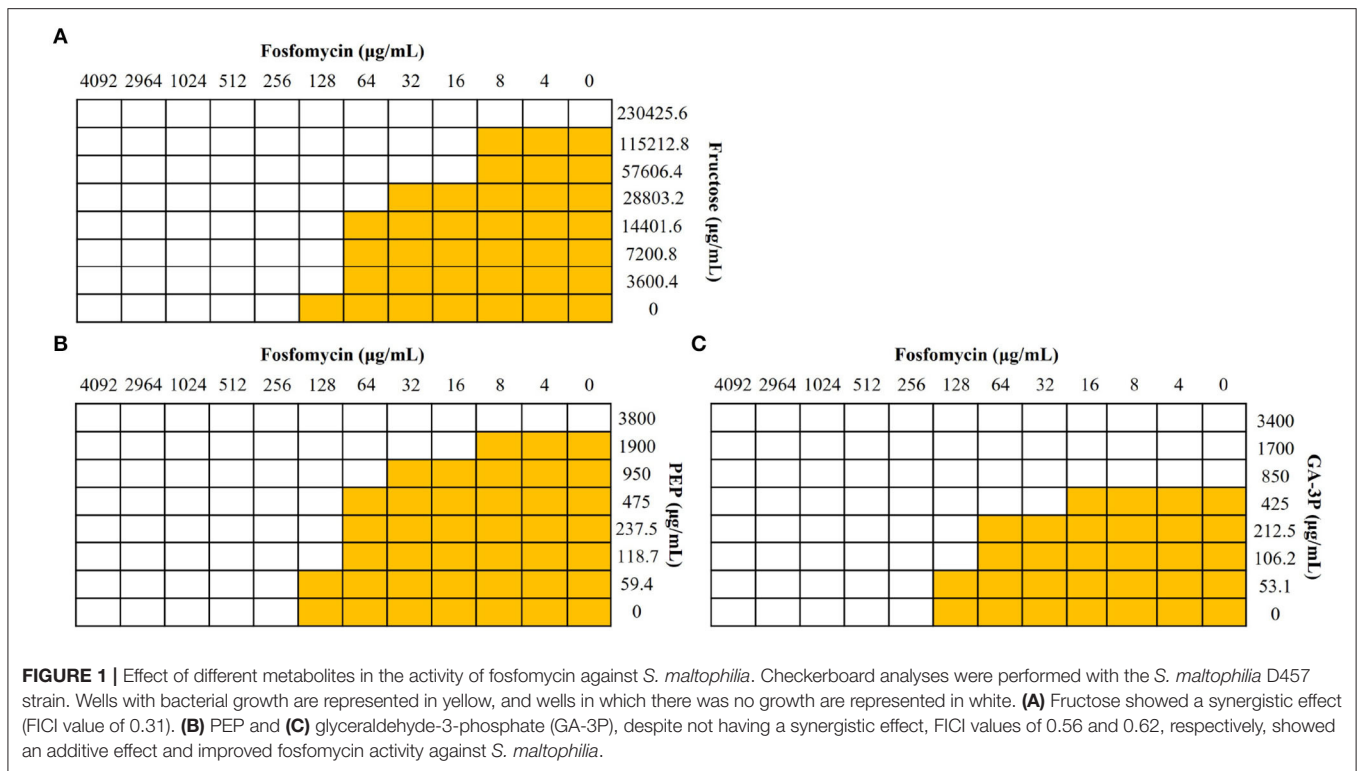 A
Fosfomycin (µg/mL)
4092 2964 1024 512 256 128 64 32 16 8 4 0
230425.6
115212.8
57606.4
28803.2
14401.6
7200.8
3600.4
0
Fructose (µg/mL)
B
Fosfomycin (µg/mL)
4092 2964 1024 512 256 128 64 32 16 8 4 0
3800
1900
950
475
237.5
118.7
59.4
0
PEP (µg/mL)
C
Fosfomycin (µg/mL)
4092 2964 1024 512 256 128 64 32 16 8 4 0
3400
1700
850
425
212.5
106.2
53.1
0
GA-3P (µg/mL)
FIGURE 1 | Effect of different metabolites in the activity of fosfomycin against S. maltophilia. Checkerboard analyses were performed with the S. maltophilia D457
strain. Wells with bacterial growth are represented in yellow, and wells in which there was no growth are represented in white. (A) Fructose showed a synergistic effect
(FICI value of 0.31). (B) PEP and (C) glyceraldehyde-3-phosphate (GA-3P), despite not having a synergistic effect, FICI values of 0.56 and 0.62, respectively, showed
an additive effect and improved fosfomycin activity against S. maltophilia.